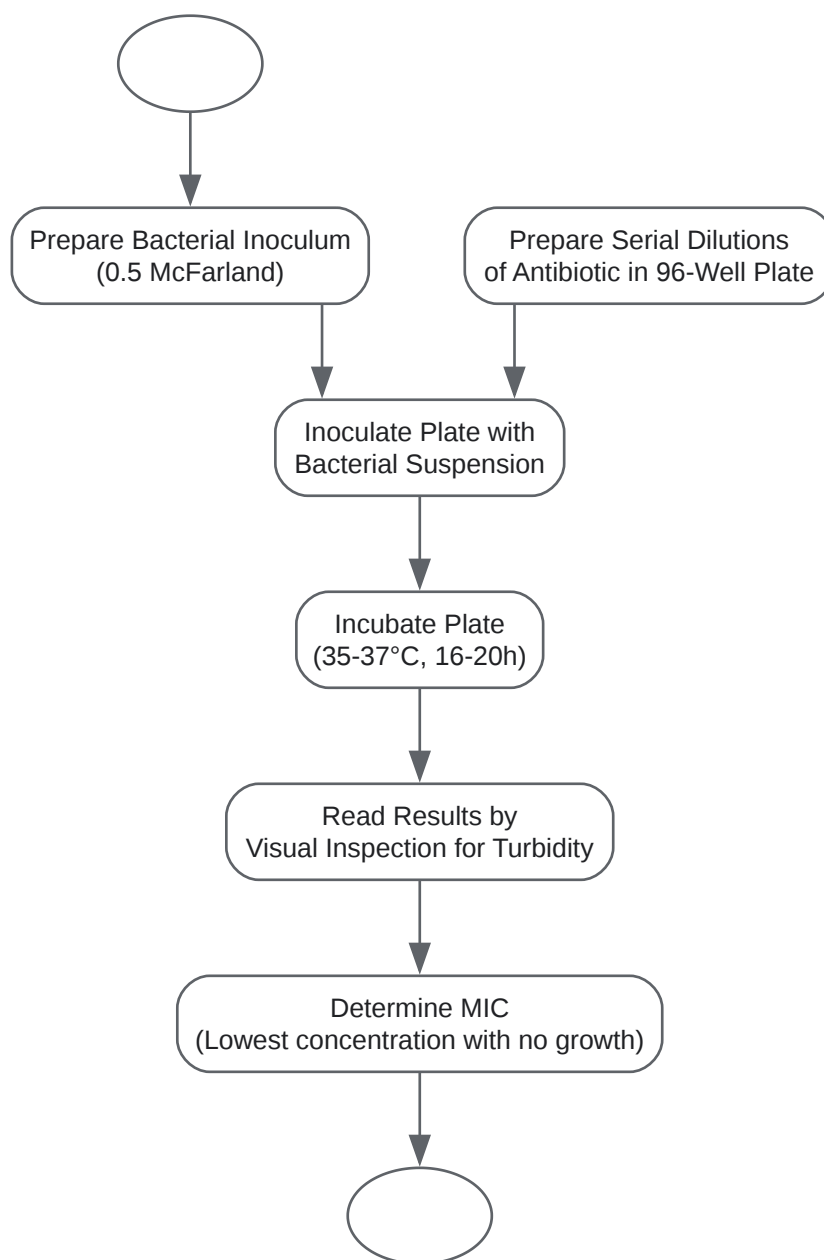 Prepare Bacterial Inoculum
(0.5 McFarland)
Prepare Serial Dilutions
of Antibiotic in 96-Well Plate
Inoculate Plate with
Bacterial Suspension
Incubate Plate
(35-37°C, 16-20h)
Read Results by
Visual Inspection for Turbidity
Determine MIC
(Lowest concentration with no growth)